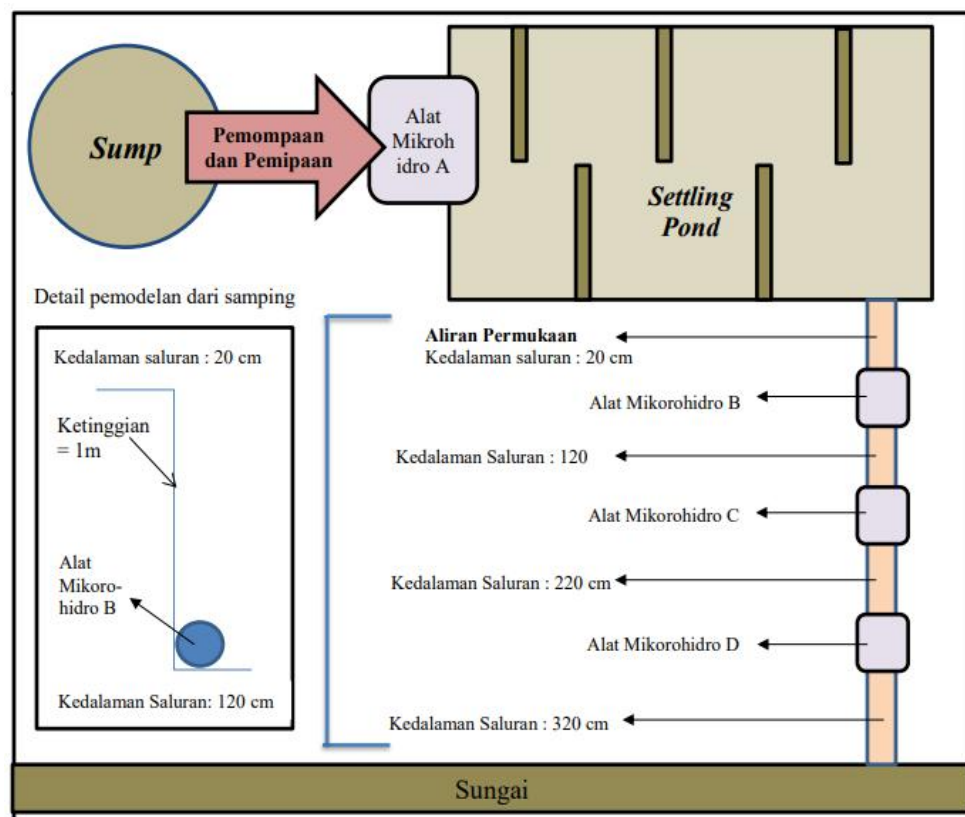 Sump
Pemompaan
dan Pemipaan
Alat
Mikroh
idro A
Settling
Pond
Detail pemodelan dari samping
Kedalaman saluran : 20 cm
Ketinggian
= 1m
Alat
Mikoro-
hidro B
Kedalaman Saluran: 120 cm
Aliran Permukaan
Kedalaman saluran : 20 cm
Alat Mikorohidro B
Kedalaman Saluran : 120
Alat Mikorohidro C
Kedalaman Saluran : 220 cm
Alat Mikorohidro D
Kedalaman Saluran : 320 cm
Sungai